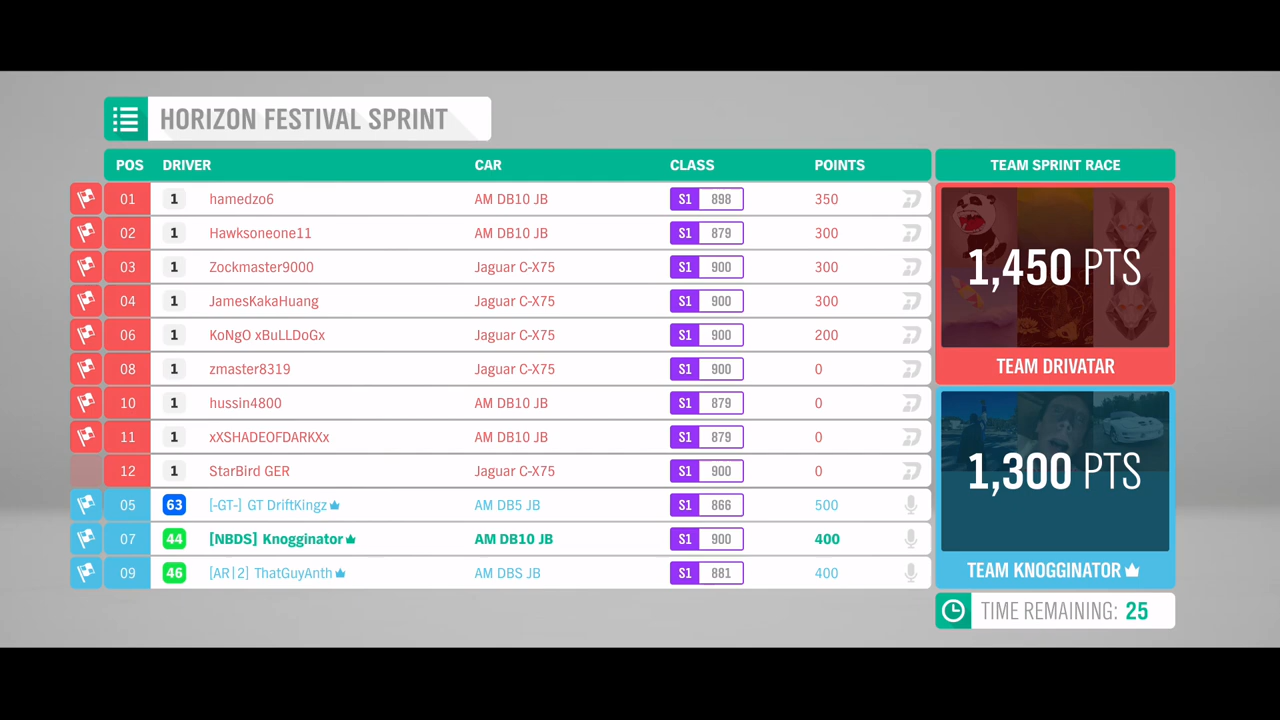 HORIZON FESTIVAL SPRINT
POS DRIVER CAR CLASS POINTS
01 1 hamedzo6 AM DB10 JB S1 898 350
02 1 Hawksoneone11 AM DB10 JB S1 879 300
03 1 Zockmaster9000 Jaguar C-X75 S1 900 300
04 1 JamesKakaHuang Jaguar C-X75 S1 900 300
06 1 KoNgO xBuLLDoGx Jaguar C-X75 S1 900 200
08 1 zmaster8319 Jaguar C-X75 S1 900 0
10 1 hussin4800 AM DB10 JB S1 879 0
11 1 xXSHADEOFDARKXx AM DB10 JB S1 879 0
12 1 StarBird GER Jaguar C-X75 S1 900 0
05 63 [-GT-] GT DriftKingz AM DB5 JB S1 866 500
07 44 [NBDS] Knogginator AM DB10 JB S1 900 400
09 46 [AR|2] ThatGuyAnth AM DBS JB S1 881 400
TEAM SPRINT RACE
1,450 PTS
TEAM DRIVATAR
1,300 PTS
TEAM KNOGGINATOR
TIME REMAINING: 25